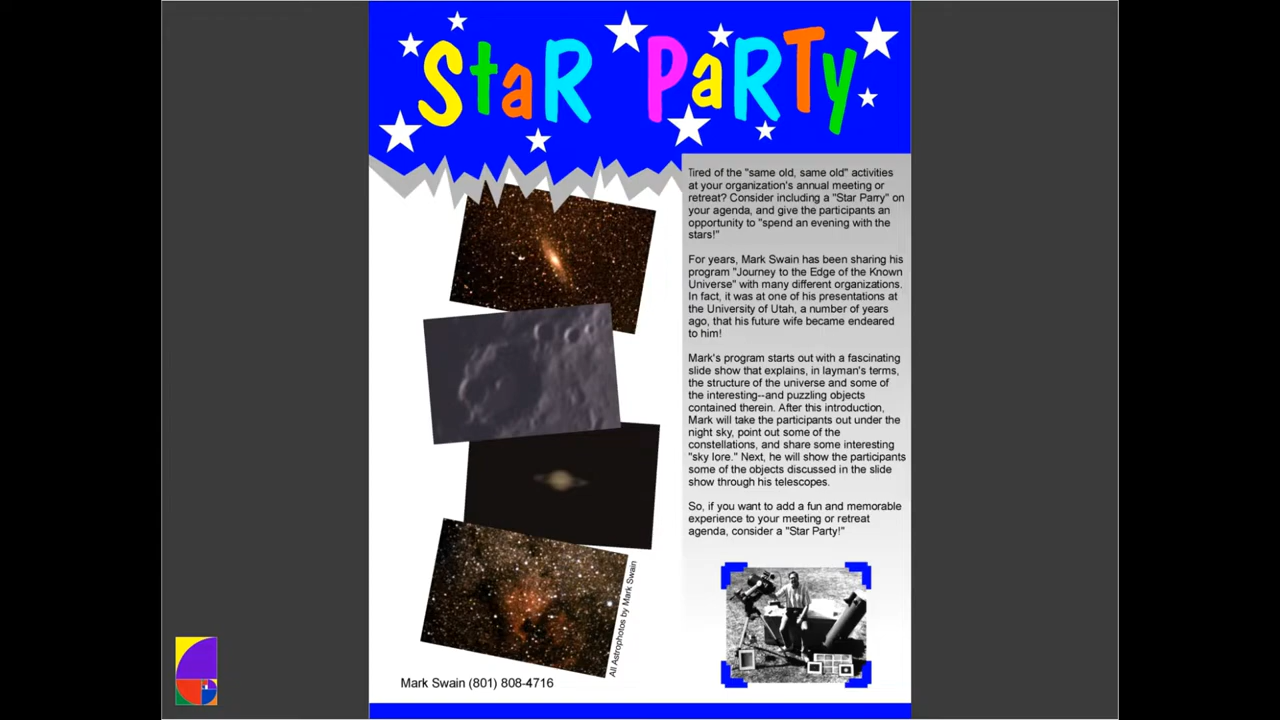 StaR PaRTy
Tired of the "same old, same old" activities
at your organization's annual meeting or
retreat? Consider including a "Star Parry" on
your agenda, and give the participants an
opportunity to "spend an evening with the
stars!"
For years, Mark Swain has been sharing his
program "Journey to the Edge of the Known
Universe" with many different organizations.
In fact, it was at one of his presentations at
the University of Utah, a number of years
ago, that his future wife became endeared
to him!
Mark's program starts out with a fascinating
slide show that explains, in layman's terms,
the structure of the universe and some of
the interesting--and puzzling objects
contained therein. After this introduction,
Mark will take the participants out under the
night sky, point out some of the
constellations, and share some interesting
"sky lore." Next, he will show the participants
some of the objects discussed in the slide
show through his telescopes.
So, if you want to add a fun and memorable
experience to your meeting or retreat
agenda, consider a "Star Party!"
All Astrophotos by Mark Swain
Mark Swain (801) 808-4716